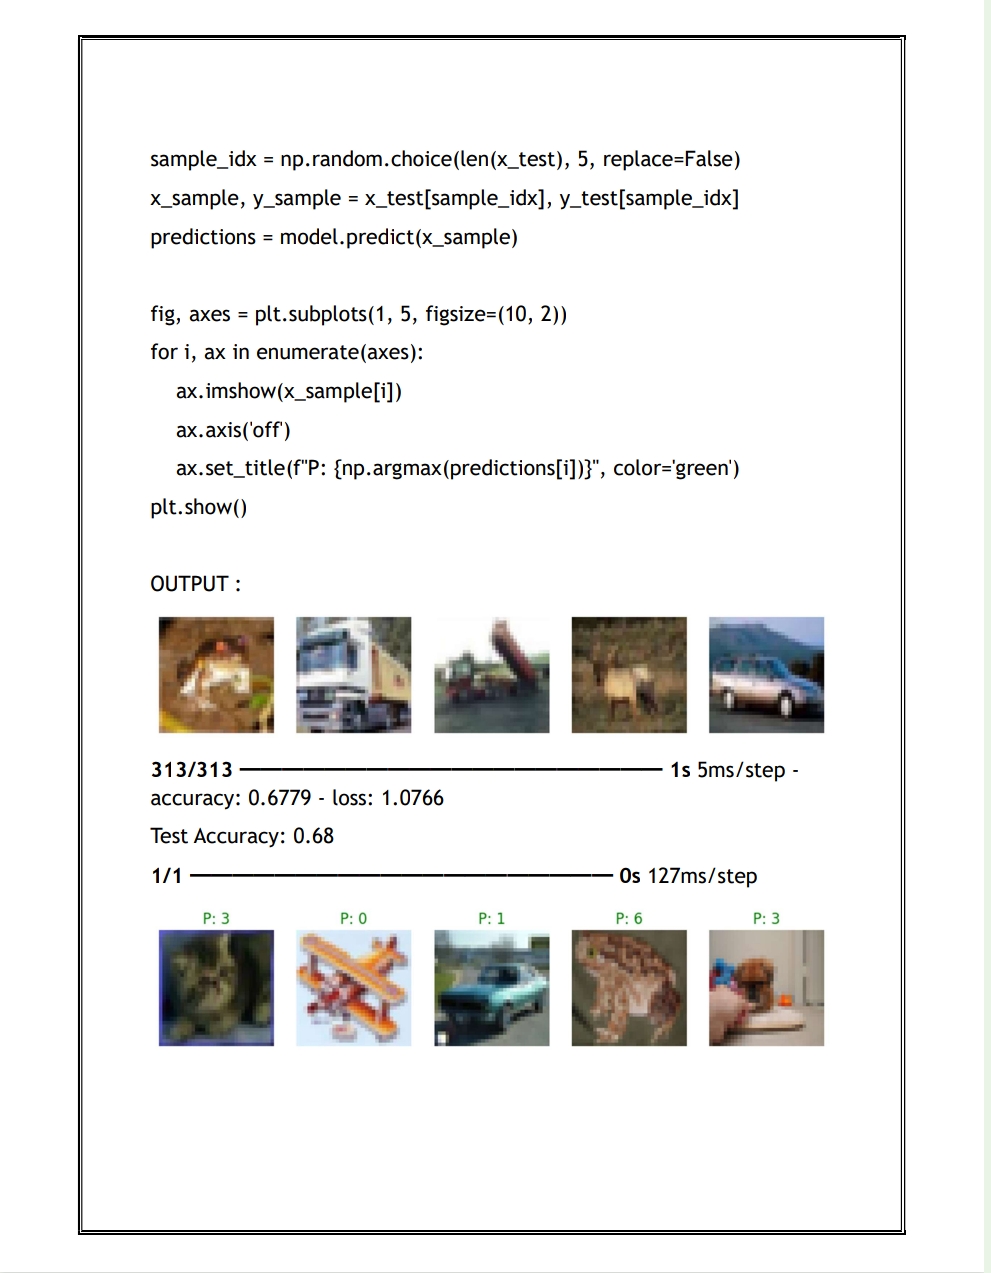 sample_idx = np.random.choice(len(x_test), 5, replace=False)
x_sample, y_sample = x_test[sample_idx], y_test[sample_idx]
predictions = model.predict(x_sample)
fig, axes = plt.subplots(1, 5, figsize=(10, 2))
for i, ax in enumerate(axes):
ax.imshow(x_sample[i])
ax.axis('off')
ax.set_title(f"P: {np.argmax(predictions[i])}", color='green')
plt.show()
OUTPUT :
313/313 ━━━━━━━━━━━━━━━━━━━━ 1s 5ms/step -
accuracy: 0.6779 - loss: 1.0766
Test Accuracy: 0.68
1/1 ━━━━━━━━━━━━━━━━━━━━ 0s 127ms/step
P: 3 P: 0 P: 1 P: 6 P: 3